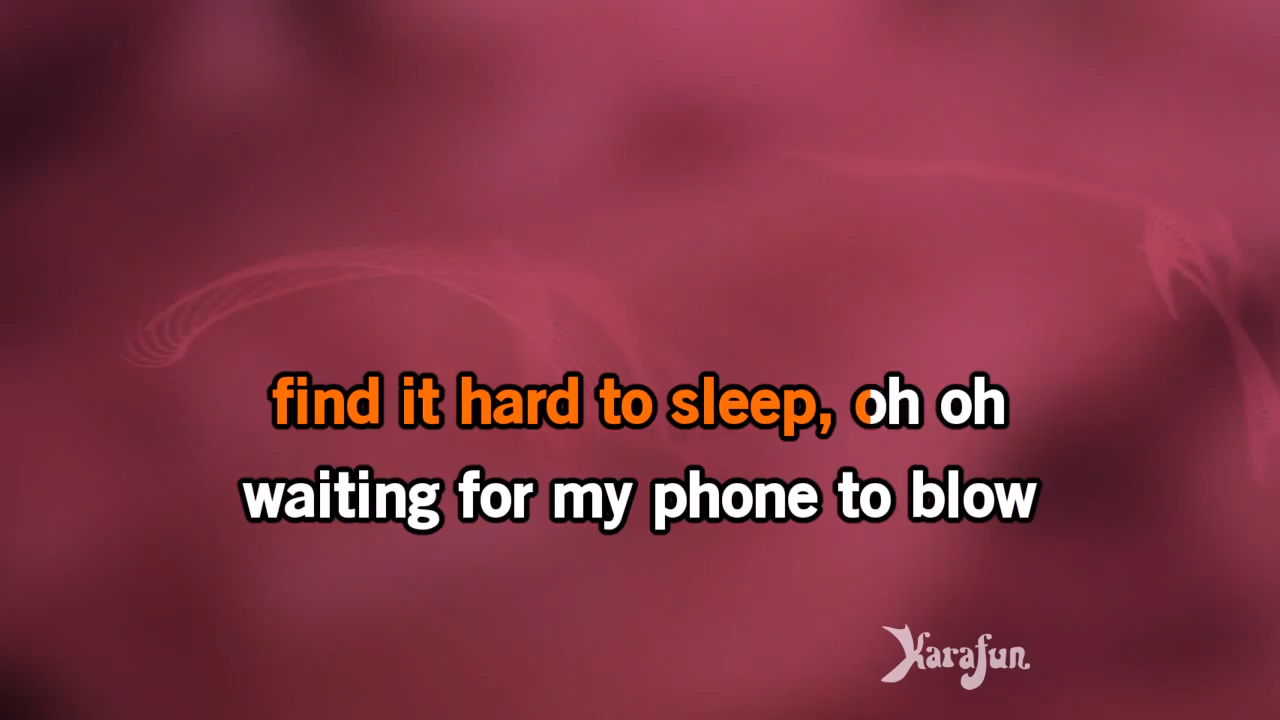 find it hard to sleep, oh oh
waiting for my phone to blow
Karafun